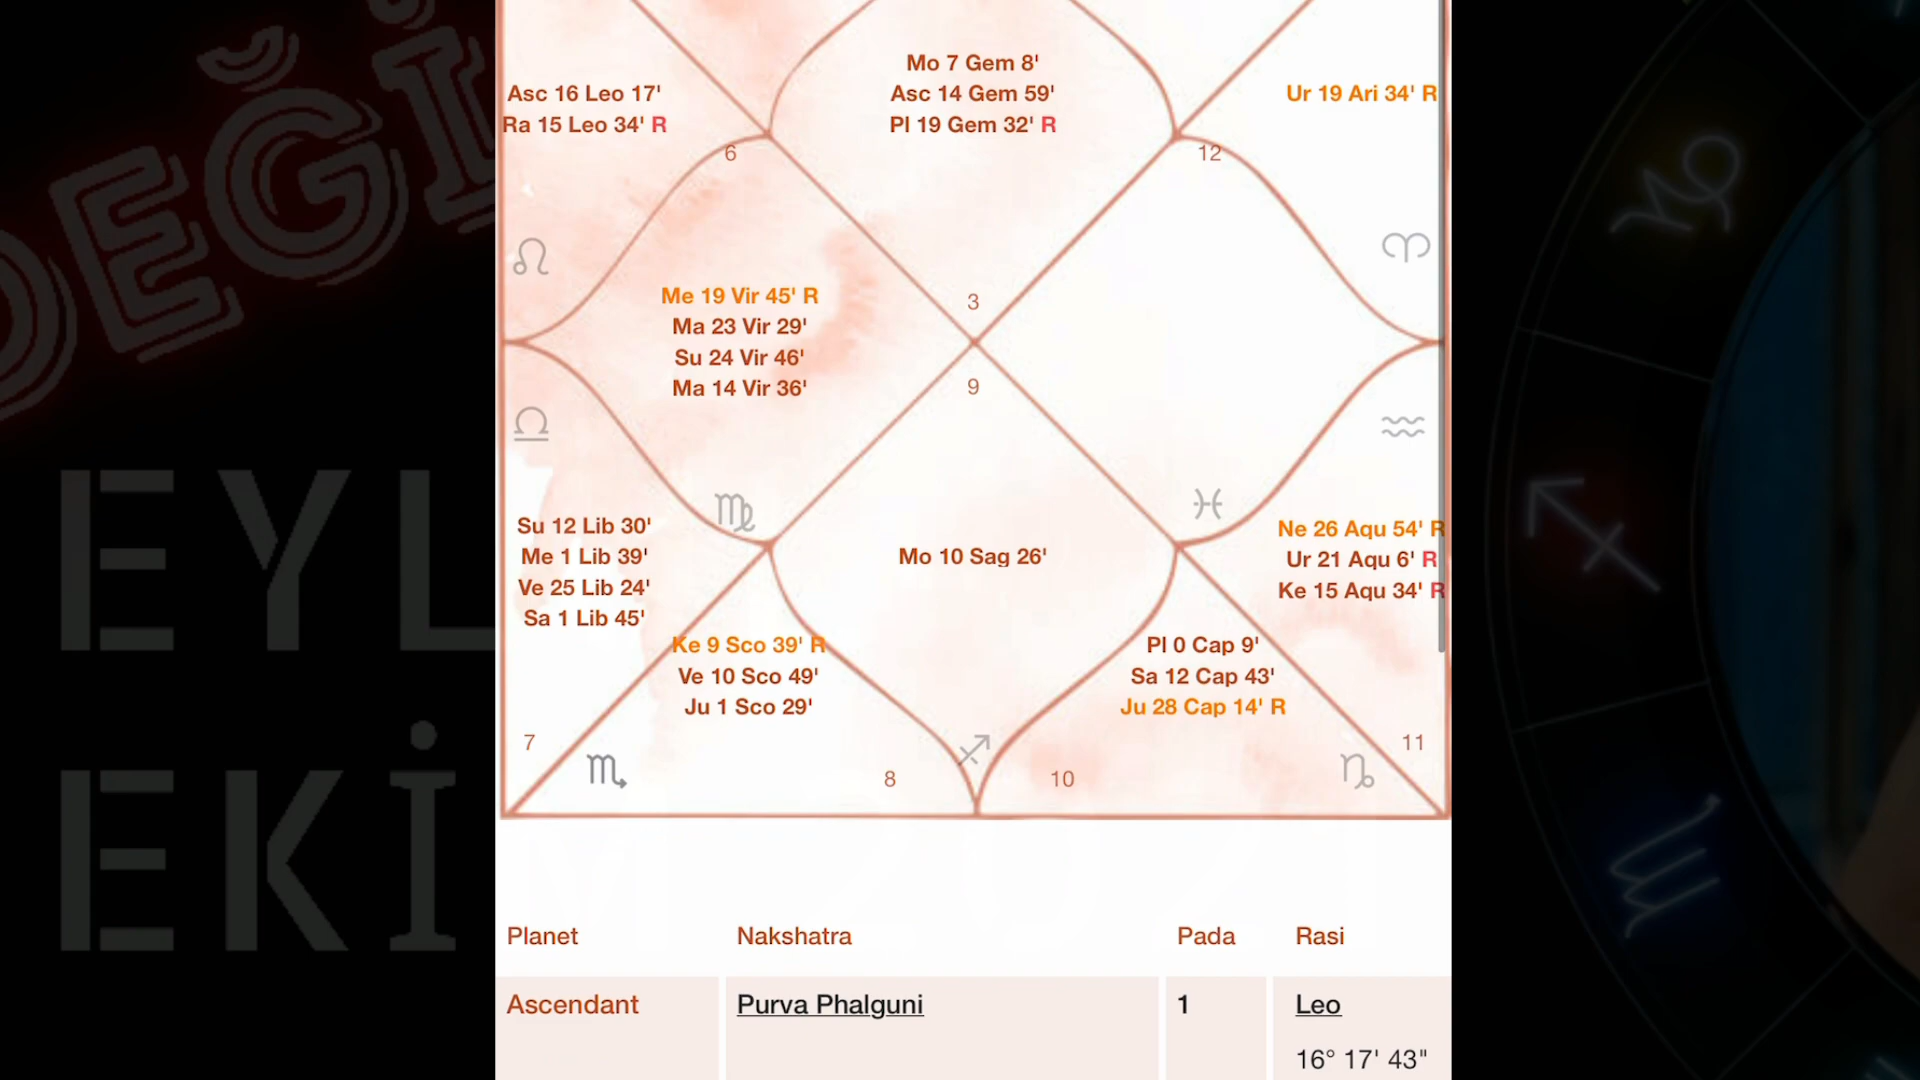 DEĞİ
EYL
EKİ
Mo 7 Gem 8'
Asc 14 Gem 59'
Pl 19 Gem 32' R
Asc 16 Leo 17'
Ra 15 Leo 34' R
Ur 19 Ari 34' R
6
12
Me 19 Vir 45' R
Ma 23 Vir 29'
Su 24 Vir 46'
Ma 14 Vir 36'
3
9
Su 12 Lib 30'
Me 1 Lib 39'
Ve 25 Lib 24'
Sa 1 Lib 45'
Mo 10 Sag 26'
Ne 26 Aqu 54' R
Ur 21 Aqu 6' R
Ke 15 Aqu 34' R
Ke 9 Sco 39' R
Ve 10 Sco 49'
Ju 1 Sco 29'
Pl 0 Cap 9'
Sa 12 Cap 43'
Ju 28 Cap 14' R
7
8
10
11
Planet Nakshatra Pada Rasi
Ascendant Purva Phalguni 1 Leo
16° 17' 43"